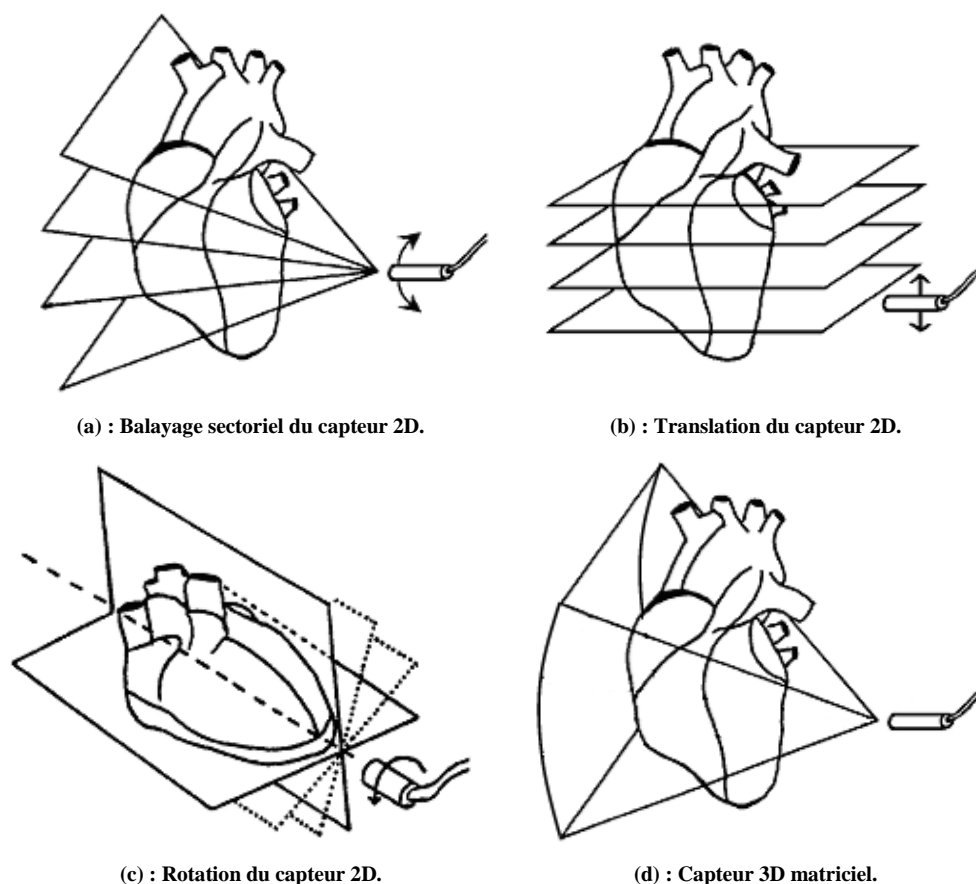 (a) : Balayage sectoriel du capteur 2D.
(b) : Translation du capteur 2D.
(c) : Rotation du capteur 2D.
(d) : Capteur 3D matriciel.